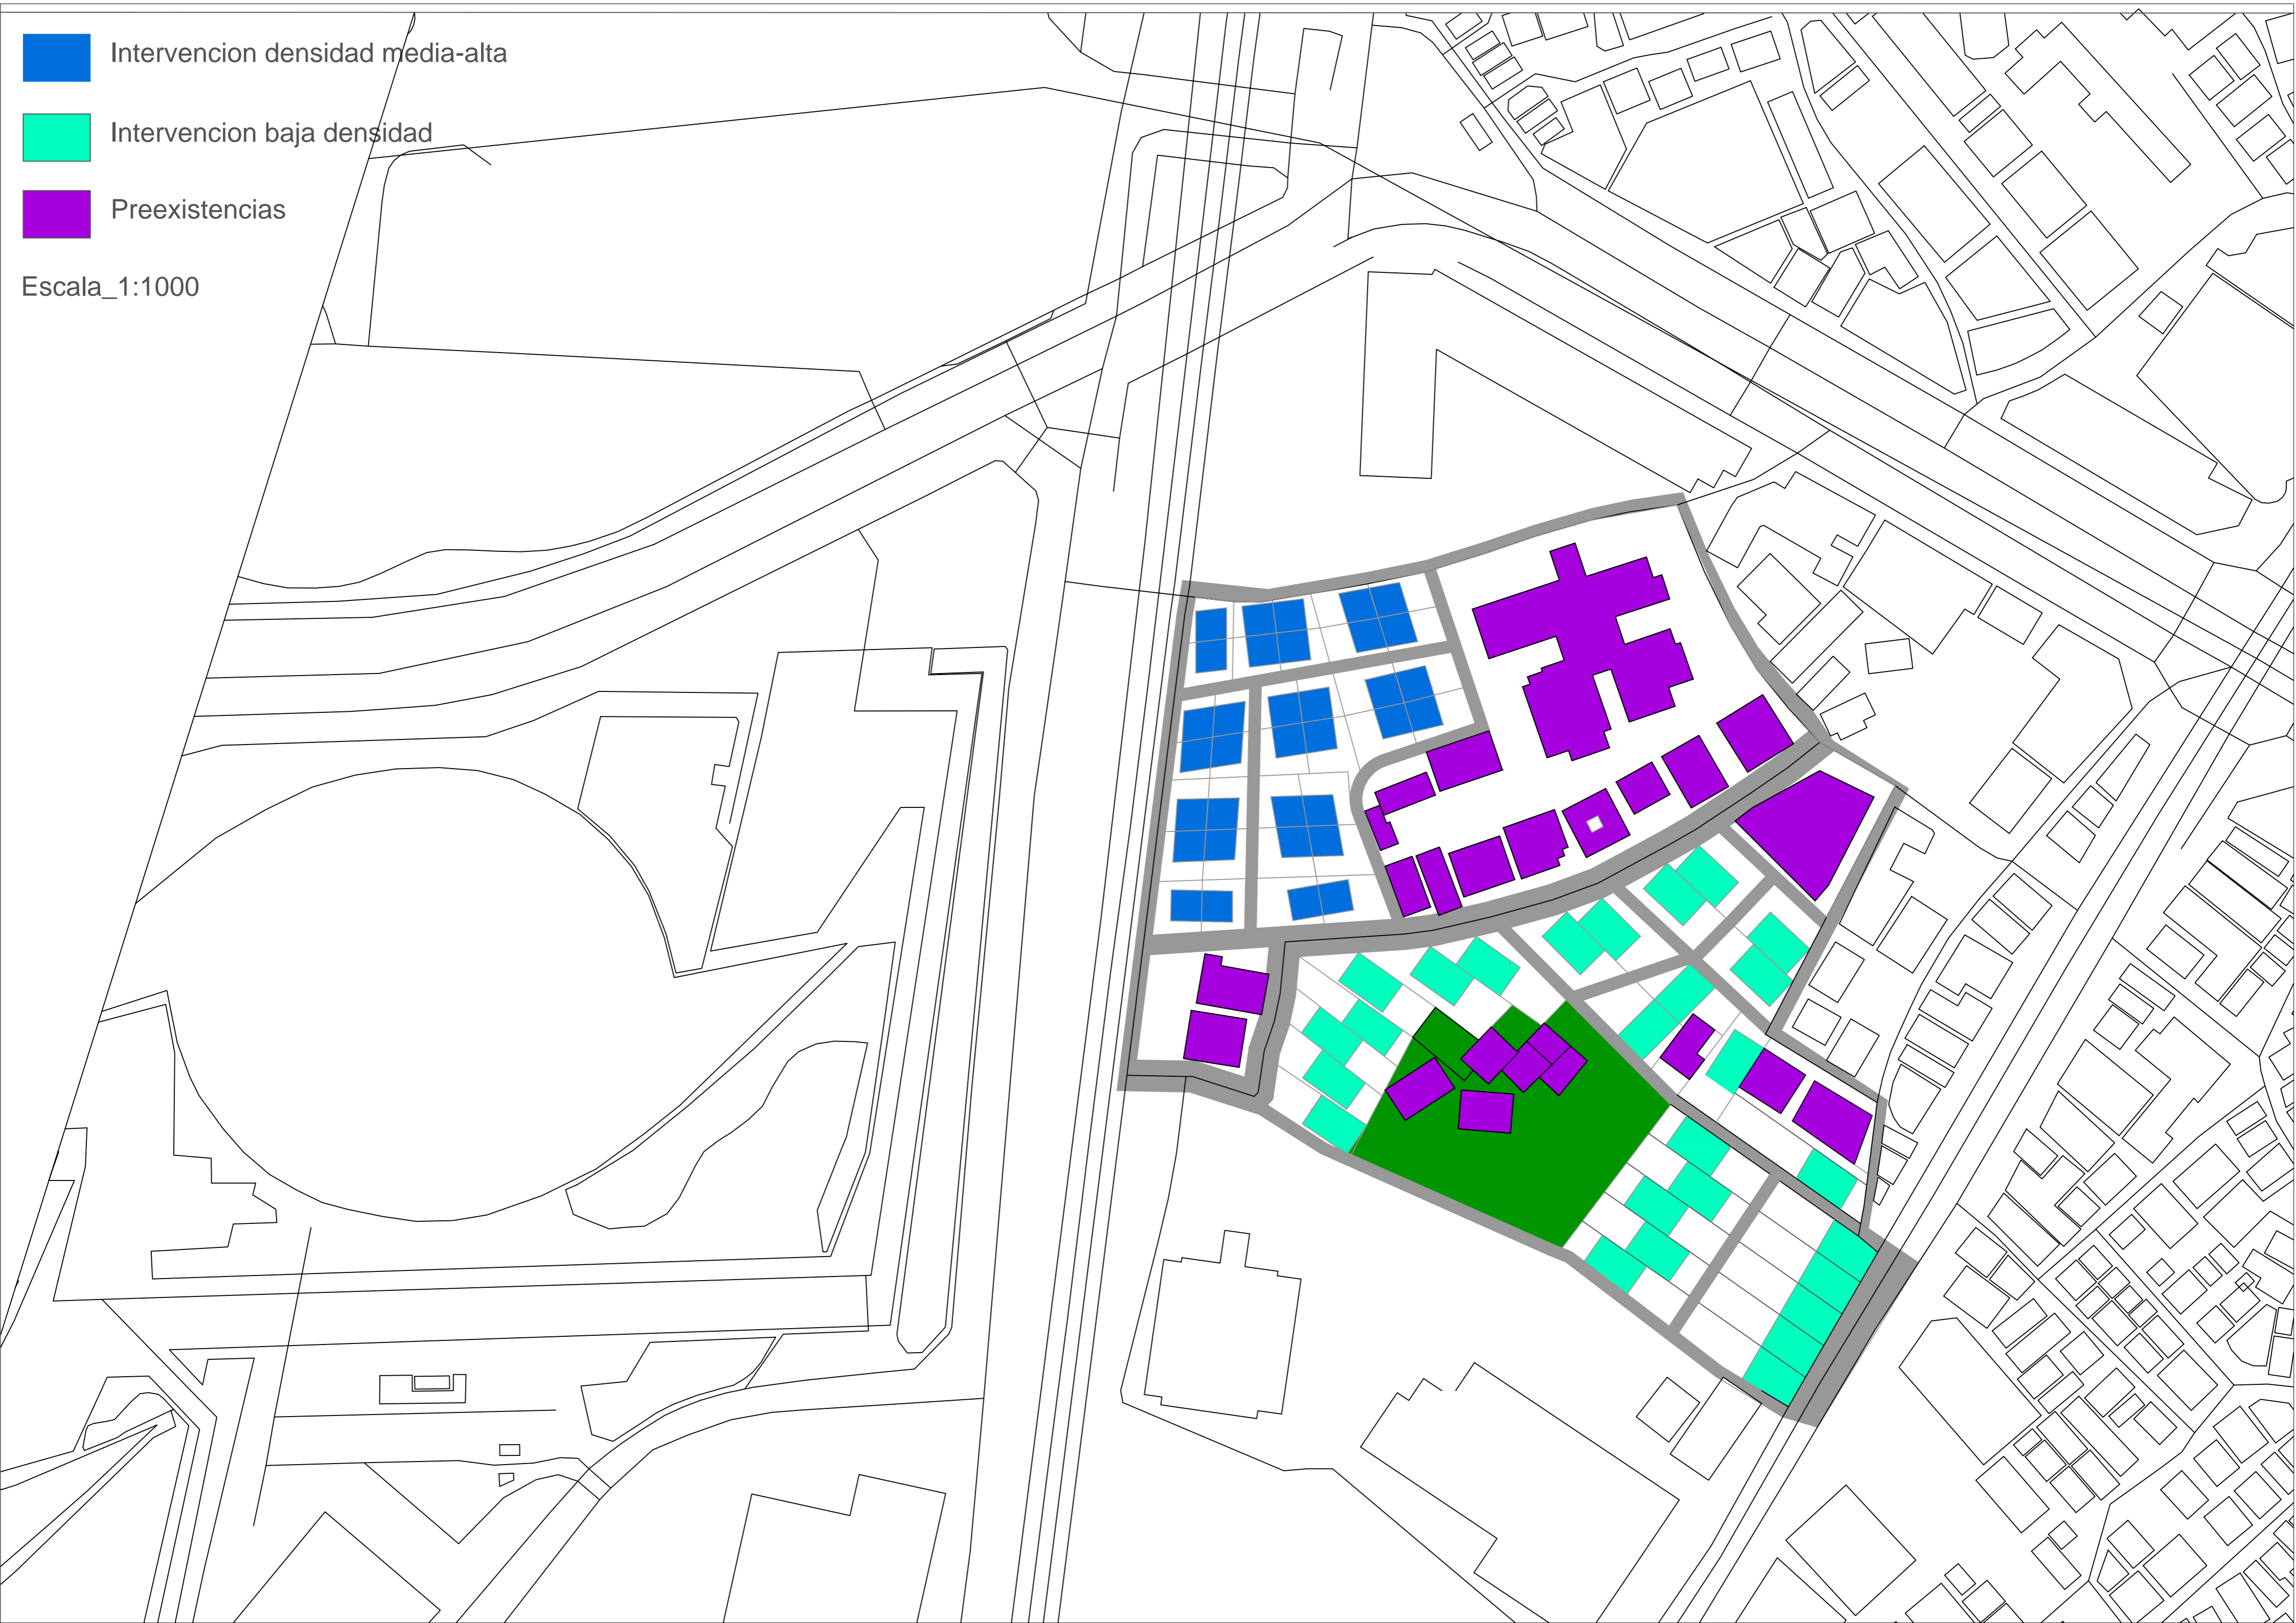 Intervencion densidad media-alta
Intervencion baja densidad
Preexistencias
Escala_1:1000